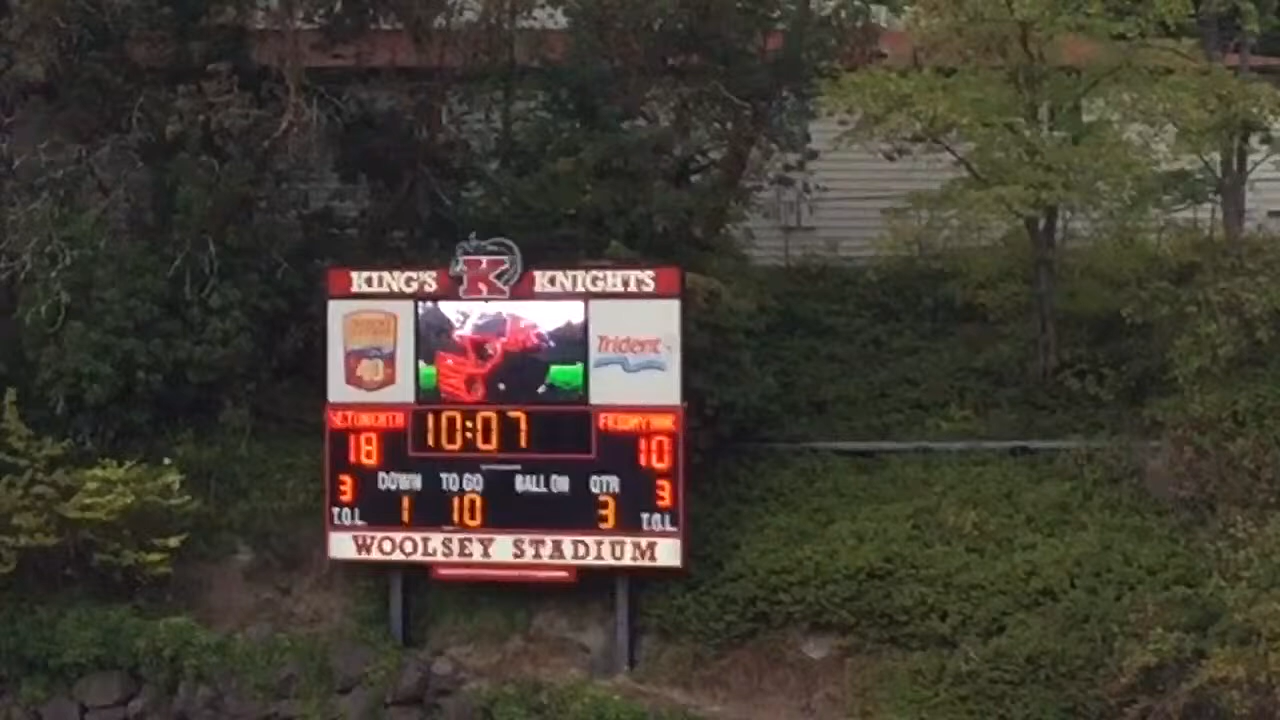 KING'S K KNIGHTS
Trident
10:07
18 10
DOWN TO GO BALL ON QTR
3 1 10 3 3
T.O.L. T.O.L.
WOOLSEY STADIUM